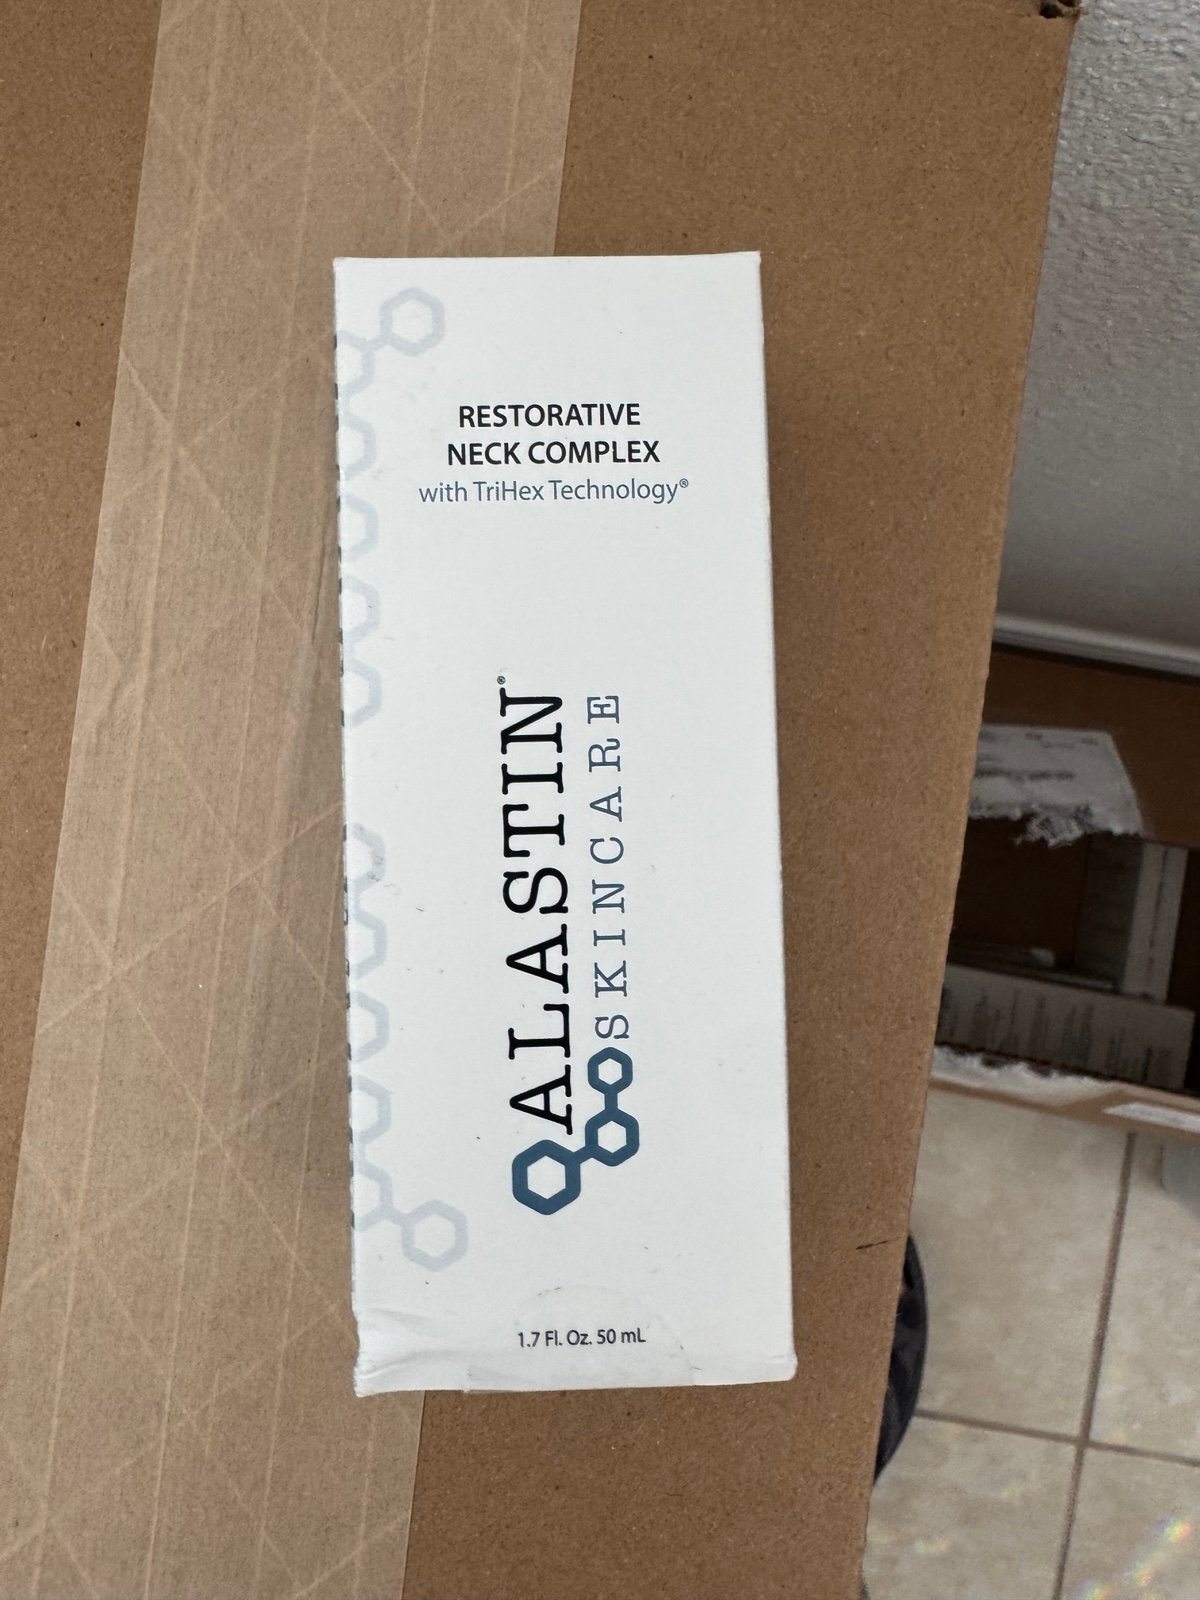 RESTORATIVE
NECK COMPLEX
with TriHex Technology®
ALASTIN®
SKINCARE
1.7 Fl. Oz. 50 mL